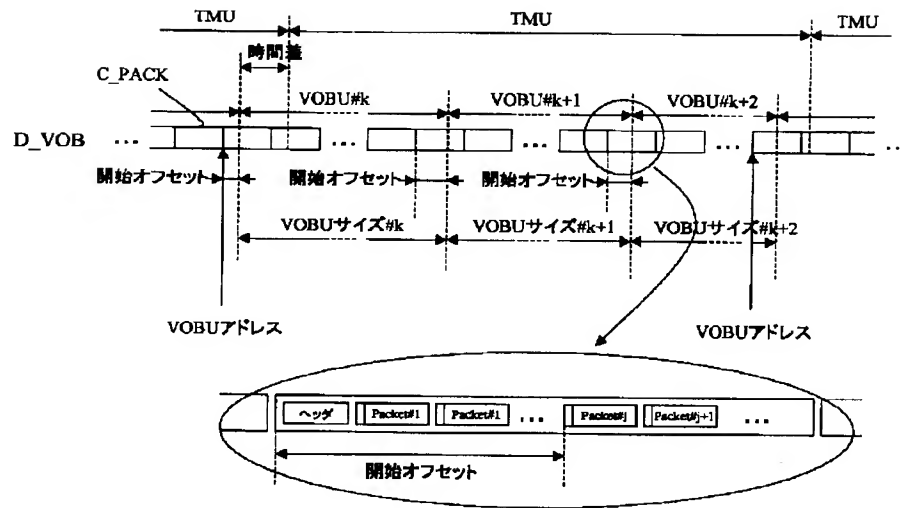 TMU TMU TMU
時間差
C_PACK
VOBU#k VOBU#k+1 VOBU#k+2
D_VOB ... ... ... ... ..
開始オフセット 開始オフセット 開始オフセット
VOBUサイズ#k VOBUサイズ#k+1 VOBUサイズ#k+2
VOBUアドレス VOBUアドレス
ヘッダ Packet#1 Packet#1 ... Packet#j Packet#j+1 ...
開始オフセット